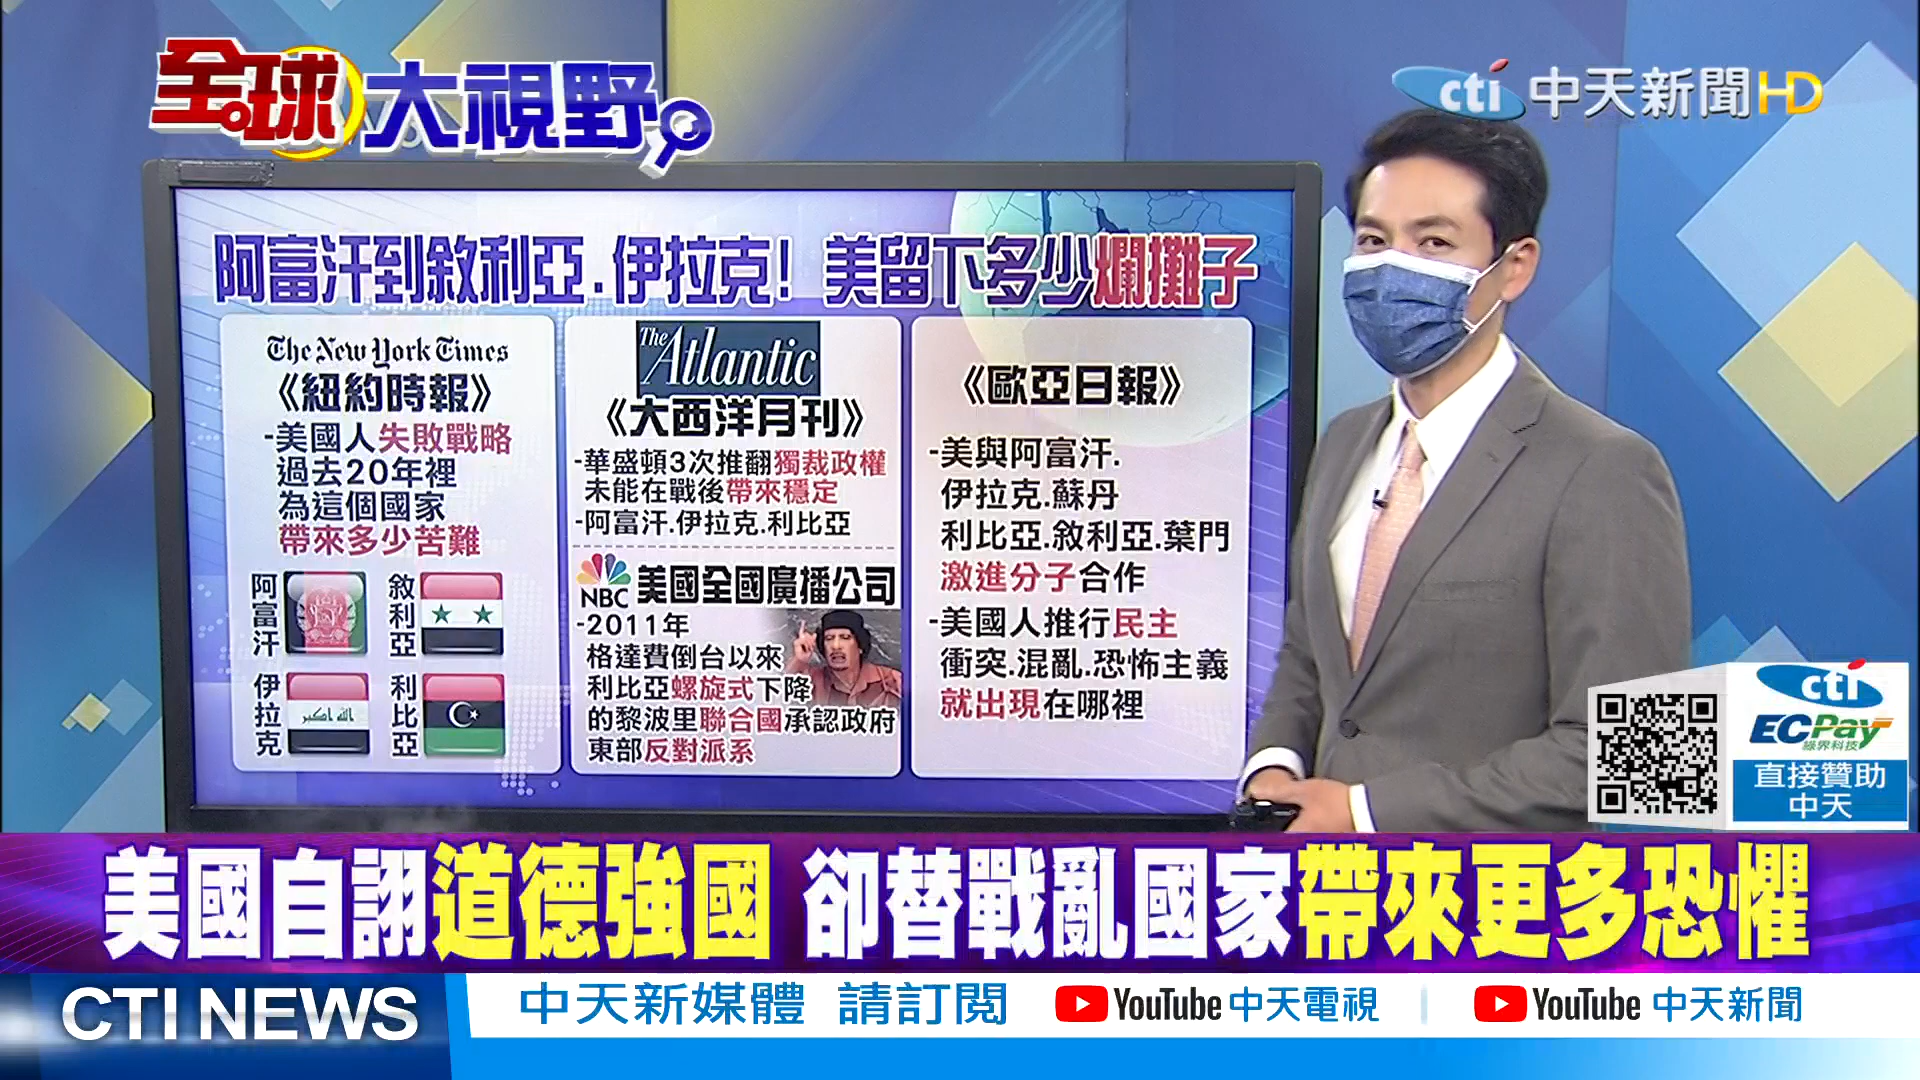 全球大視野
cti 中天新聞HD
阿富汗到敘利亞.伊拉克! 美留下多少爛攤子
The New York Times
《紐約時報》
-美國人失敗戰略
過去20年裡
為這個國家
帶來多少苦難
阿富汗
敘利亞
伊拉克
الله اكبر
利比亞
The Atlantic
《大西洋月刊》
-華盛頓3次推翻獨裁政權
未能在戰後帶來穩定
-阿富汗.伊拉克.利比亞
NBC 美國全國廣播公司
-2011年
格達費倒台以來
利比亞螺旋式下降
的黎波里聯合國承認政府
東部反對派系
《歐亞日報》
-美與阿富汗.
伊拉克.蘇丹
利比亞.敘利亞.葉門
激進分子合作
-美國人推行民主
衝突.混亂.恐怖主義
就出現在哪裡
cti
ECPay
綠界科技
直接贊助
中天
美國自詡道德強國 卻替戰亂國家帶來更多恐懼
CTI NEWS
中天新媒體 請訂閱 YouTube 中天電視 | YouTube 中天新聞